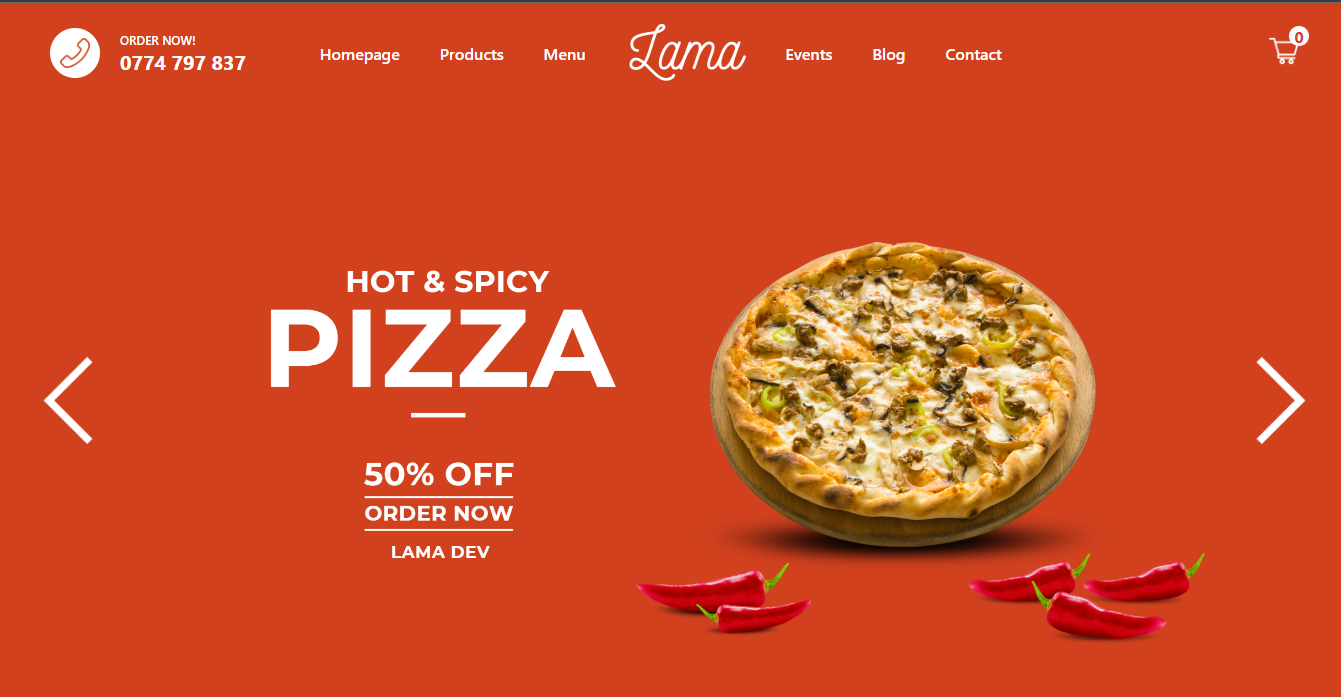 ORDER NOW!
0774 797 837
Homepage
Products
Menu
Lama
Events
Blog
Contact
0
HOT & SPICY
PIZZA
50% OFF
ORDER NOW
LAMA DEV